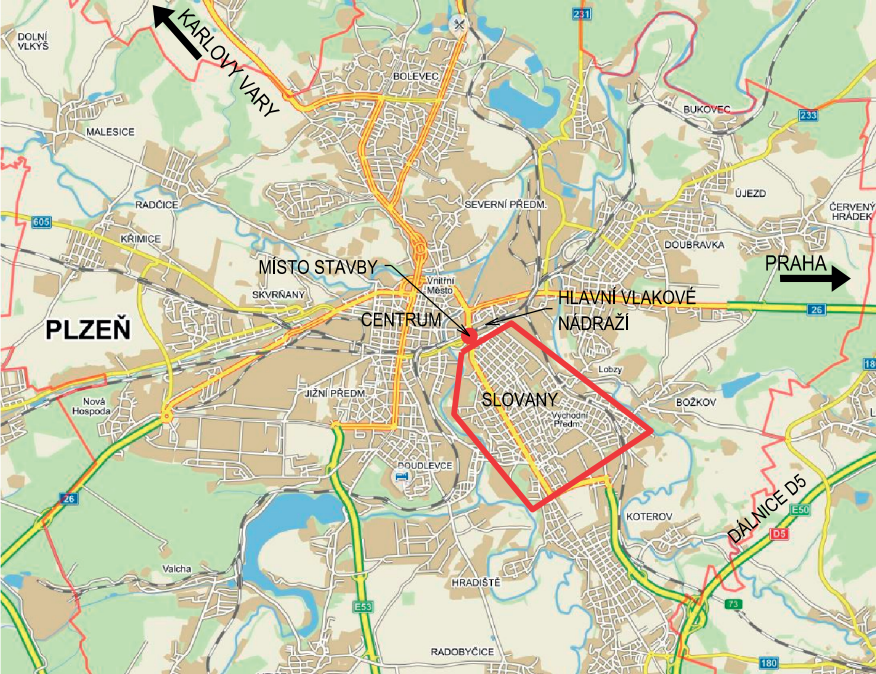 KARLOVY VARY
231
DOLNÍ
VLKÝŠ
BOLEVEC
BUKOVEC
233
MALESICE
ÚJEZD
RADČICE
SEVERNÍ PŘEDM.
ČERVENÝ
HRÁDEK
605
KŘIMICE
DOUBRAVKA
PRAHA
MÍSTO STAVBY
Vnitřní
Město
SKVRŇANY
HLAVNÍ VLAKOVÉ
NÁDRAŽÍ
26
CENTRUM
PLZEŇ
Lobzy
JIŽNÍ PŘEDM.
SLOVANY
Nová
Hospoda
BOŽKOV
Východní
Předm.
DOUDLEVCE
26
DÁLNICE D5
E50
D5
KOTEROV
Valcha
HRADIŠTĚ
E53
73
RADOBYČICE
180